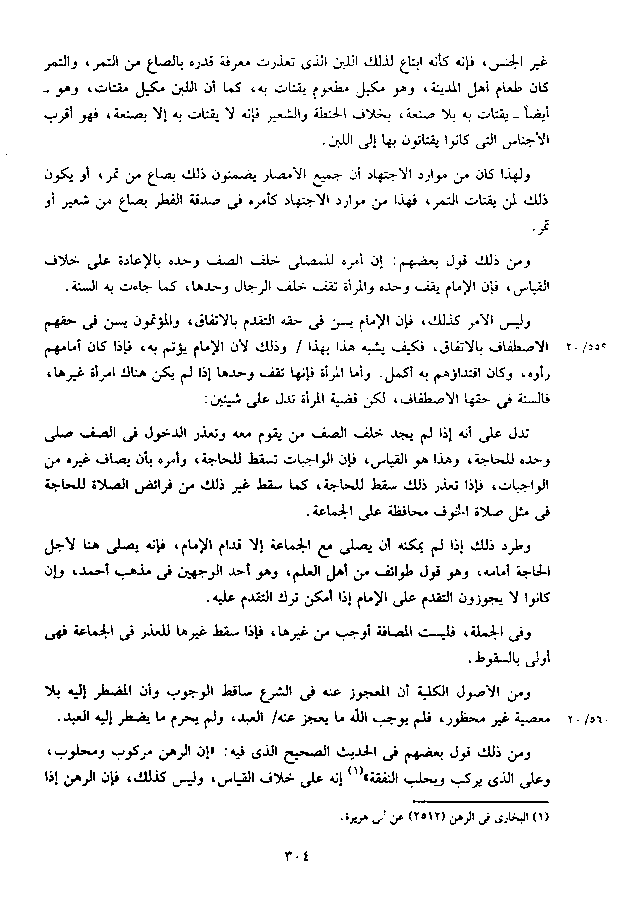 غير الجنس، فإنه كأنه ابتاع لذلك اللبن الذى تعذرت معرفة قدره بالصاع من التمر، والتمر
كان طعام أهل المدينة، وهو مكيل مطعوم يقتات به، كما أن اللبن مكيل مقتات، وهو ـ
أيضاً ـ يقتات به بلا صنعة، بخلاف الحنطة والشعير فإنه لا يقتات به إلا بصنعة، فهو أقرب
الأجناس التى كانوا يقتاتون بها إلى اللبن.
ولهذا كان من موارد الاجتهاد أن جميع الأمصار يضمنون ذلك بصاع من تمر، أو يكون
ذلك لمن يقتات التمر، فهذا من موارد الاجتهاد كأمره فى صدقة الفطر بصاع من شعير أو
تمر.
ومن ذلك قول بعضهم: إن أمره للمصلى خلف الصف وحده بالإعادة على خلاف
القياس، فإن الإمام يقف وحده والمرأة تقف خلف الرجال وحدها، كما جاءت به السنة.
وليس الأمر كذلك، فإن الإمام يسن فى حقه التقدم بالاتفاق، والمؤتمون يسن فى حقهم
الاصطفاف بالاتفاق، فكيف يشبه هذا بهذا / وذلك لأن الإمام يؤتم به، فإذا كان أمامهم ٢٠/٥٥٩
رأوه، وكان اقتداؤهم به أكمل. وأما المرأة فإنها تقف وحدها إذا لم يكن هناك امرأة غيرها،
فالسنة فى حقها الاصطفاف، لكن قضية المرأة تدل على شيئين:
تدل على أنه إذا لم يجد خلف الصف من يقوم معه وتعذر الدخول فى الصف صلى
وحده للحاجة، وهذا هو القياس، فإن الواجبات تسقط للحاجة، وأمره بأن يصاف غيره من
الواجبات، فإذا تعذر ذلك سقط للحاجة، كما سقط غير ذلك من فرائض الصلاة للحاجة
فى مثل صلاة الخوف محافظة على الجماعة.
وطرد ذلك إذا لم يمكنه أن يصلى مع الجماعة إلا قدام الإمام، فإنه يصلى هنا لأجل
الحاجة أمامه، وهو قول طوائف من أهل العلم، وهو أحد الوجهين فى مذهب أحمد، وإن
كانوا لا يجوزون التقدم على الإمام إذا أمكن ترك التقدم عليه.
وفى الجملة، فليست المصافة أوجب من غيرها، فإذا سقط غيرها للعذر فى الجماعة فهى
أولى بالسقوط.
ومن الأصول الكلية أن المعجوز عنه فى الشرع ساقط الوجوب وأن المضطر إليه بلا
معصية غير محظور، فلم يوجب الله ما يعجز عنه/ العبد، ولم يحرم ما يضطر إليه العبد. ٢٠/٥٦٠
ومن ذلك قول بعضهم فى الحديث الصحيح الذى فيه: «إن الرهن مركوب ومحلوب،
وعلى الذى يركب ويحلب النفقة»(١) إنه على خلاف القياس، وليس كذلك، فإن الرهن إذا
(١) البخارى فى الرهن (٢٥١٢) عن أبى هريرة.
٣٠٤